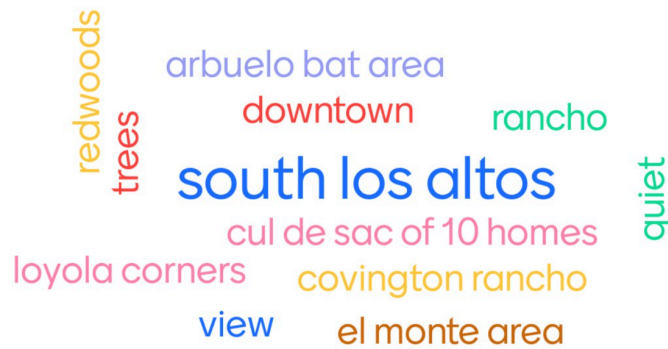 redwoods
arbuelo bat area
downtown
trees
rancho
south los altos
quiet
cul de sac of 10 homes
loyola corners
covington rancho
view
el monte area